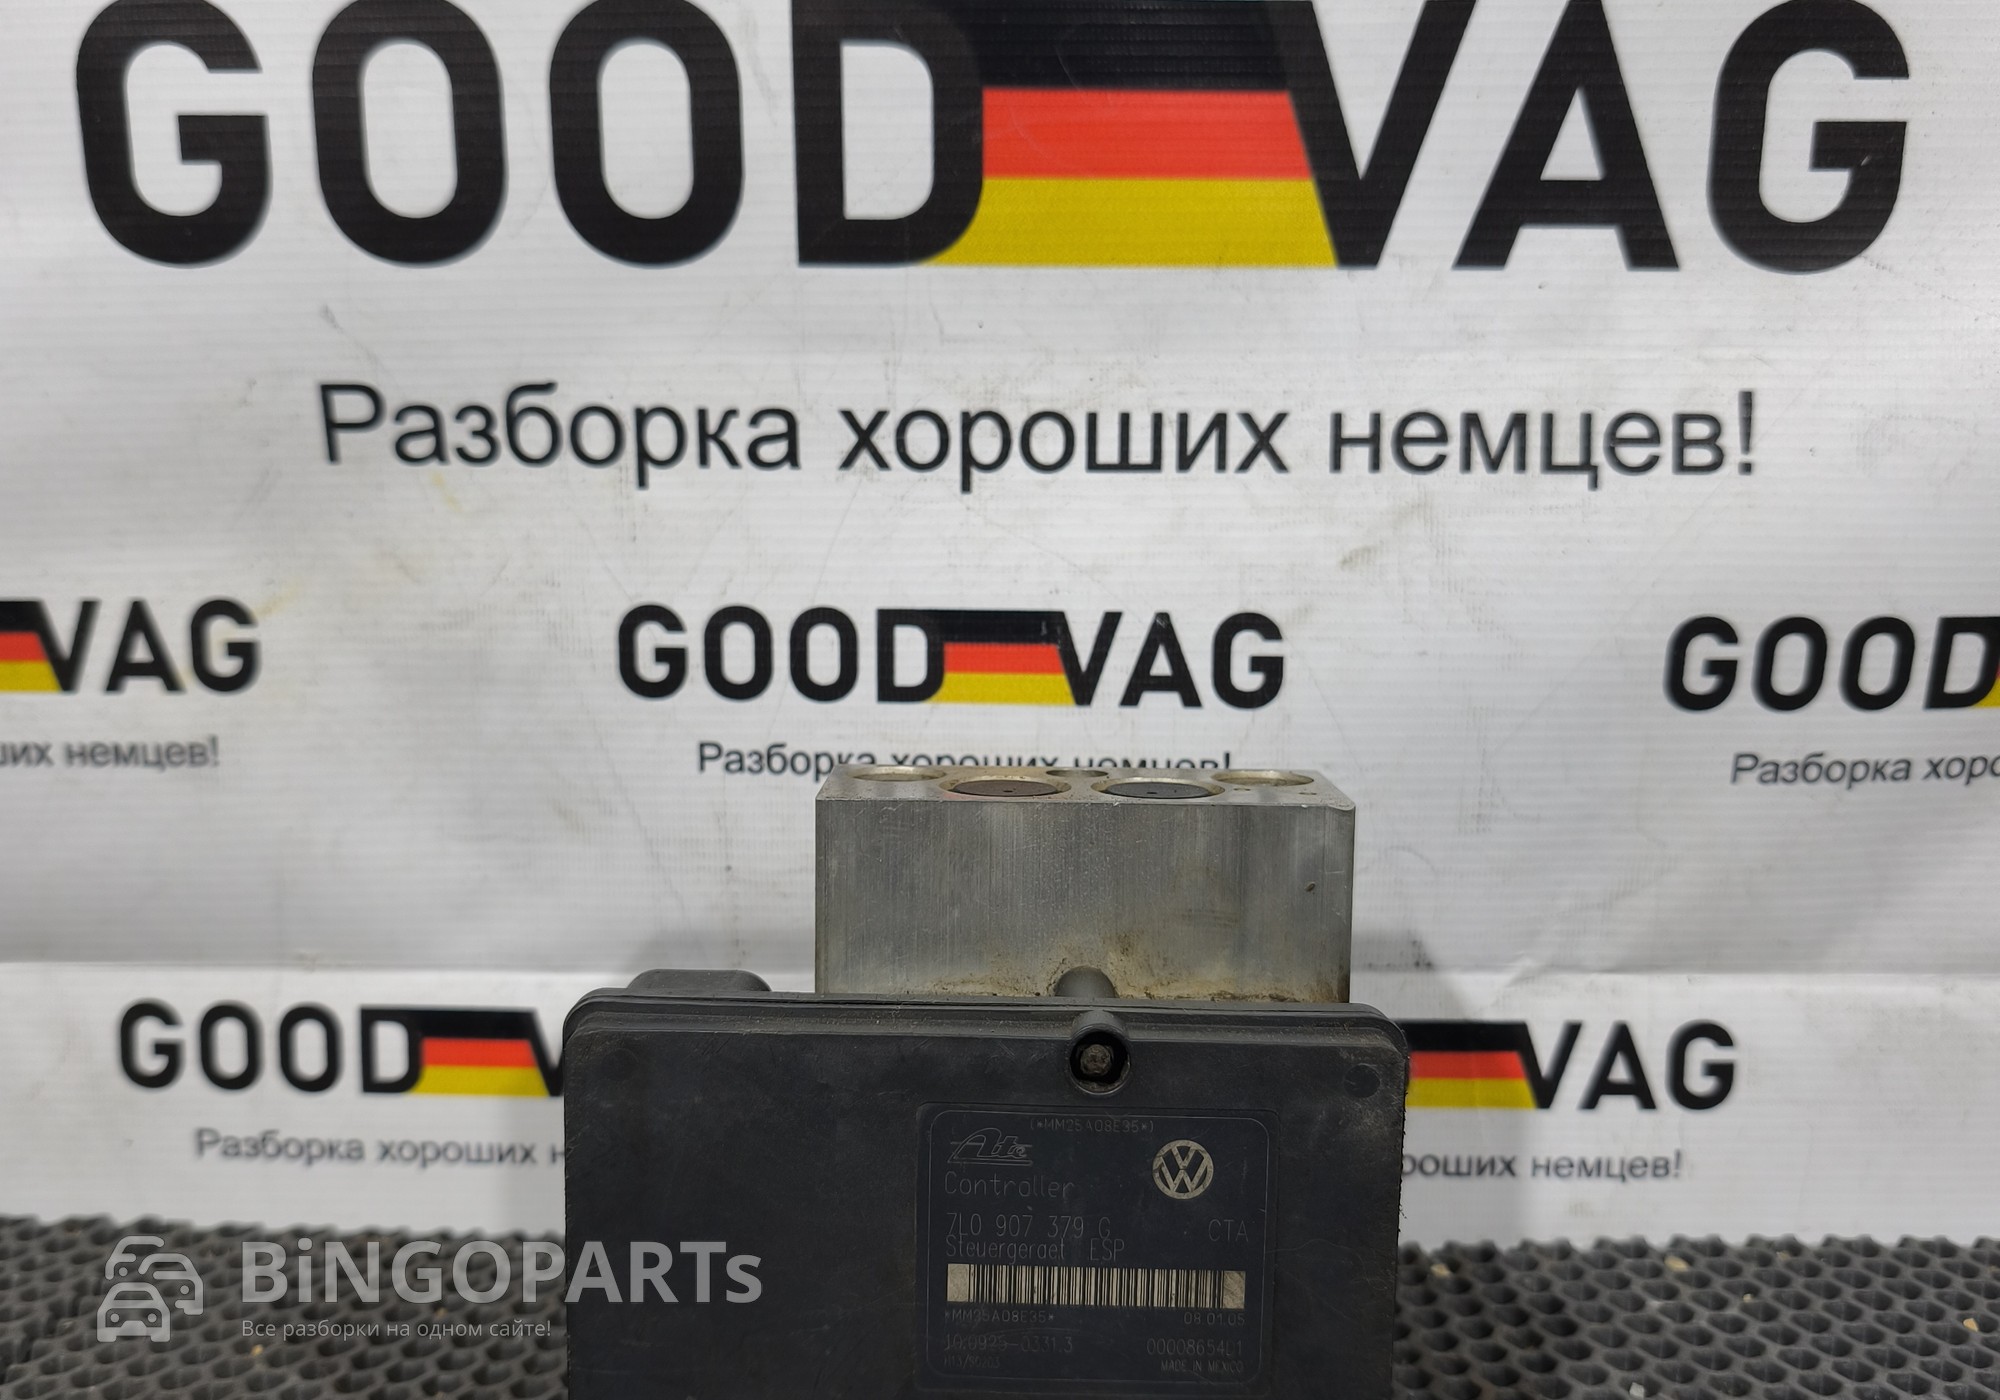 GOOD VAG
Разборка хороших немцев!
VAG
GOOD VAG
GOOD
их немцев!
Разборка хороших немцев!
Разборка хоро
GOOD V
VAG
Разборка хороших н
роших немцев!
(*MM25A08E35*)
Ate
Controller
7L0 907 379 G CTA
Steuergeraet ESP
*MM25A08E35* 08.01.05
10.0925-0331.3
MADE IN MEXICO
BiNGOPARTs
Все разборки на одном сайте!